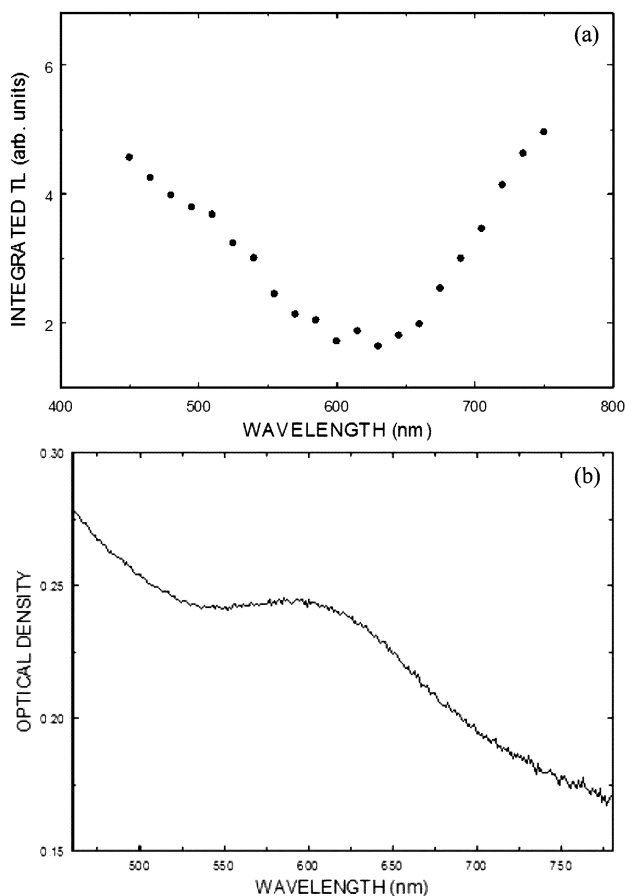 (a)
INTEGRATED TL (arb. units)
6
4
2
400 500 600 700 800
WAVELENGTH (nm)
(b)
OPTICAL DENSITY
0.30
0.25
0.20
0.15
500 550 600 650 700 750
WAVELENGTH (nm)